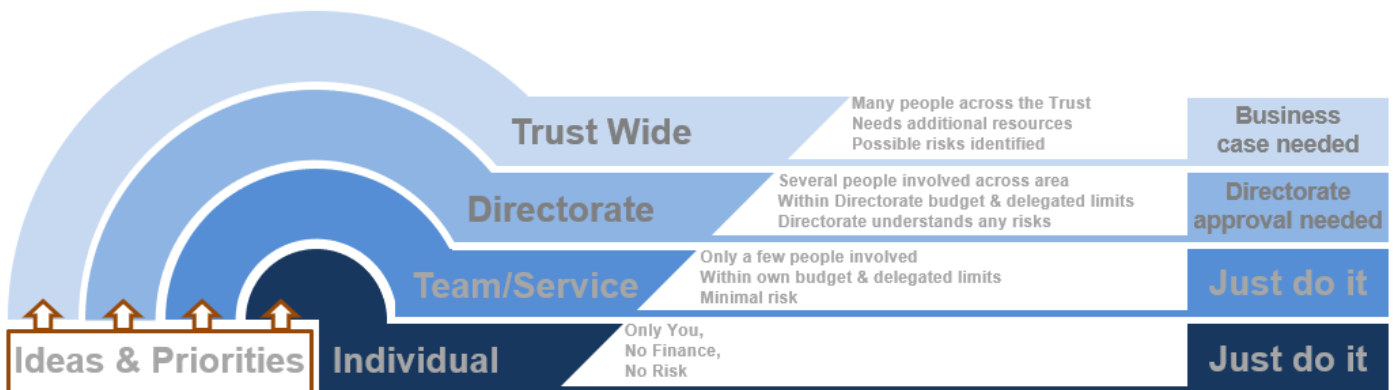 Trust Wide
Many people across the Trust
Needs additional resources
Possible risks identified
Business
case needed
Directorate
Several people involved across area
Within Directorate budget & delegated limits
Directorate understands any risks
Directorate
approval needed
Team/Service
Only a few people involved
Within own budget & delegated limits
Minimal risk
Just do it
Ideas & Priorities
Individual
Only You,
No Finance,
No Risk
Just do it